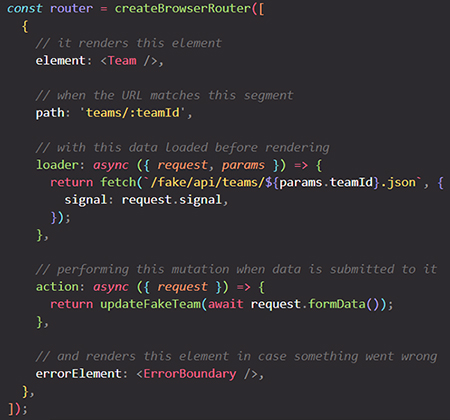 const router = createBrowserRouter([
  {
    // it renders this element
    element: <Team />,

    // when the URL matches this segment
    path: 'teams/:teamId',

    // with this data loaded before rendering
    loader: async ({ request, params }) => {
      return fetch(`/fake/api/teams/${params.teamId}.json`, {
        signal: request.signal,
      });
    },

    // performing this mutation when data is submitted to it
    action: async ({ request }) => {
      return updateFakeTeam(await request.formData());
    },

    // and renders this element in case something went wrong
    errorElement: <ErrorBoundary />,
  },
]);